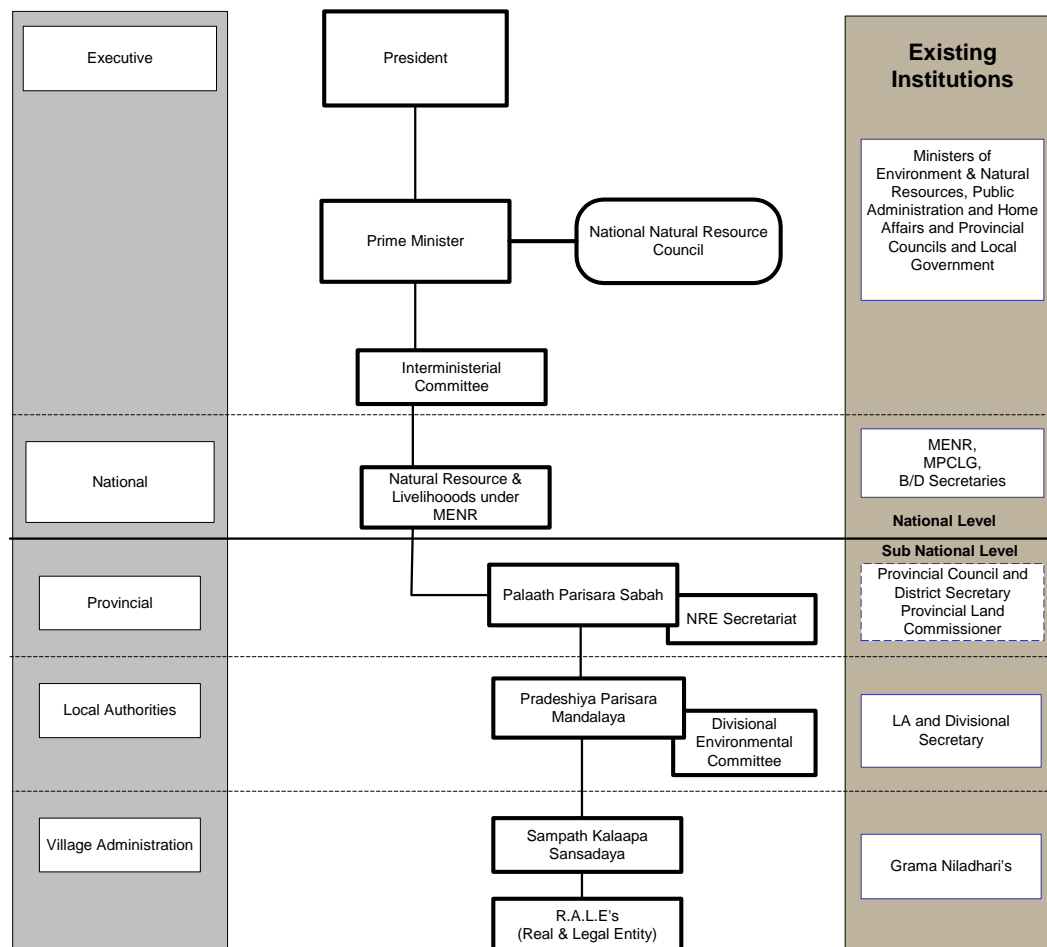 Executive
President
Existing
Institutions
Ministers of
Environment & Natural
Resources, Public
Administration and Home
Affairs and Provincial
Councils and Local
Government
Prime Minister
National Natural Resource
Council
Interministerial
Committee
National
Natural Resource &
Livelihooods under
MENR
MENR,
MPCLG,
B/D Secretaries
National Level
Sub National Level
Provincial
Palaath Parisara Sabah
NRE Secretariat
Provincial Council and
District Secretary
Provincial Land
Commissioner
Local Authorities
Pradeshiya Parisara
Mandalaya
Divisional
Environmental
Committee
LA and Divisional
Secretary
Village Administration
Sampath Kalaapa
Sansadaya
Grama Niladhari's
R.A.L.E's
(Real & Legal Entity)